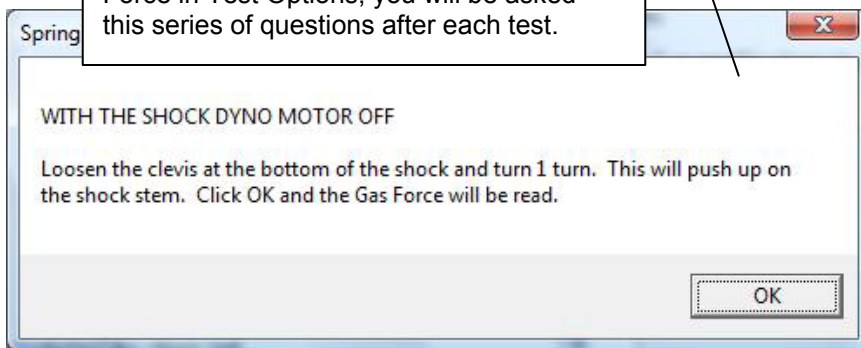 Force in Test Options, you will be asked
this series of questions after each test.
Spring
WITH THE SHOCK DYNO MOTOR OFF
Loosen the clevis at the bottom of the shock and turn 1 turn. This will push up on
the shock stem. Click OK and the Gas Force will be read.
OK